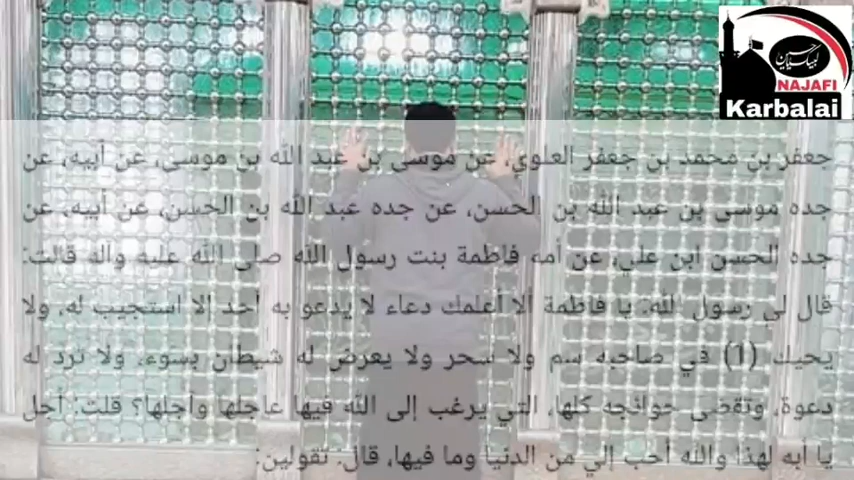 لبیک یا حسین
NAJAFI
Karbalai
جعفر بن محمد بن جعفر العلوي، عن موسى بن عبد الله بن موسى، عن أبيه، عن
جده موسى بن عبد الله بن الحسن، عن جده عبد الله بن الحسن، عن أبيه، عن
جده الحسن ابن علي، عن أمه فاطمة بنت رسول الله صلى الله عليه وآله قالت:
قال لي رسول الله: يا فاطمة ألا أعلمك دعاء لا يدعو به أحد إلا استجيب له، ولا
يحيك (1) في صاحبه سم ولا سحر ولا يعرض له شيطان بسوء، ولا ترد له
دعوة، وتقضى حوائجه كلها، التي يرغب إلى الله فيها عاجلها وآجلها؟ قلت: أجل
يا أبه لهذا والله أحب إلي من الدنيا وما فيها، قال: تقولين: